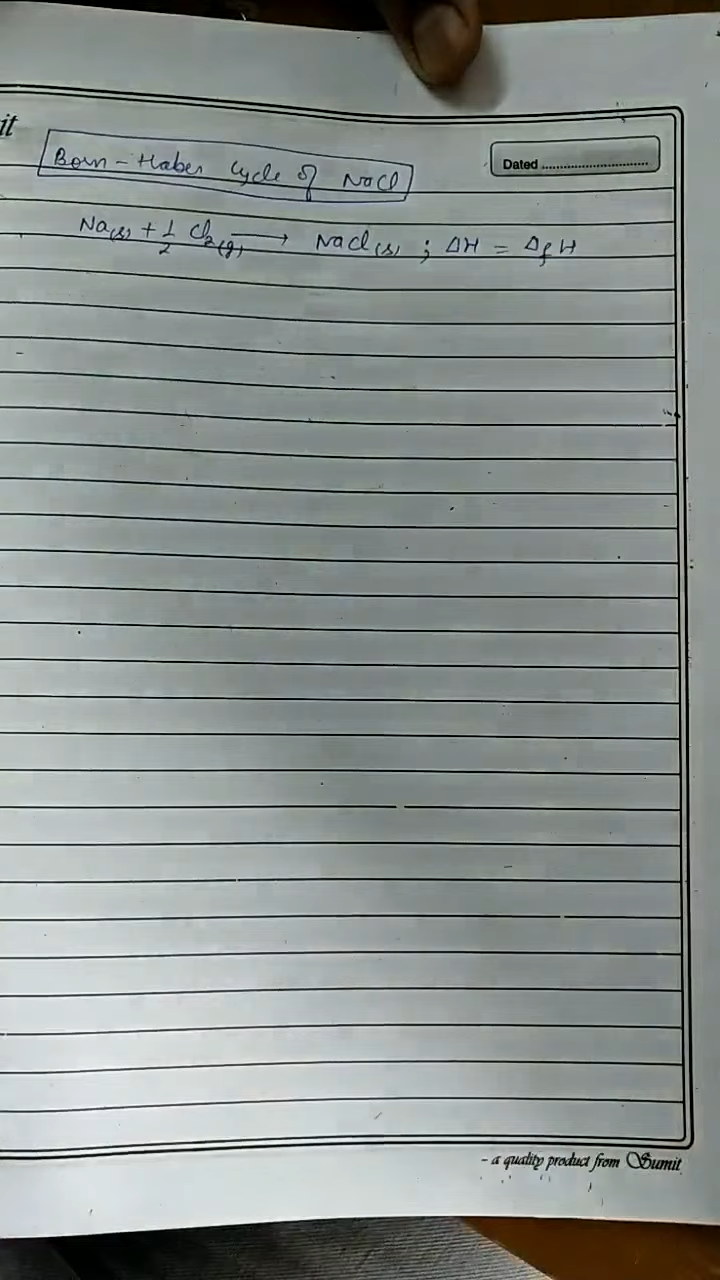 it
Born-Haber Cycle of NaCl
Dated ..............................
Na(s) + 1/2 Cl2(g) ⟶ NaCl(s) ; ΔH = ΔfH
- a quality product from Sumit